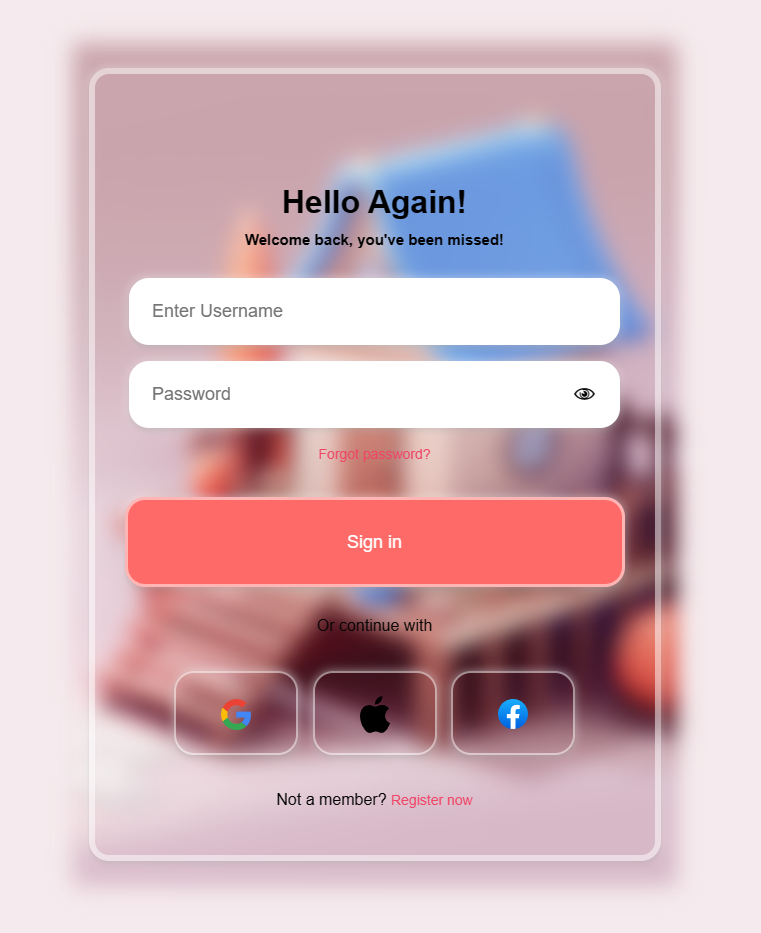 Hello Again!
Welcome back, you've been missed!
Enter Username
Password
Forgot password?
Sign in
Or continue with
Not a member? Register now